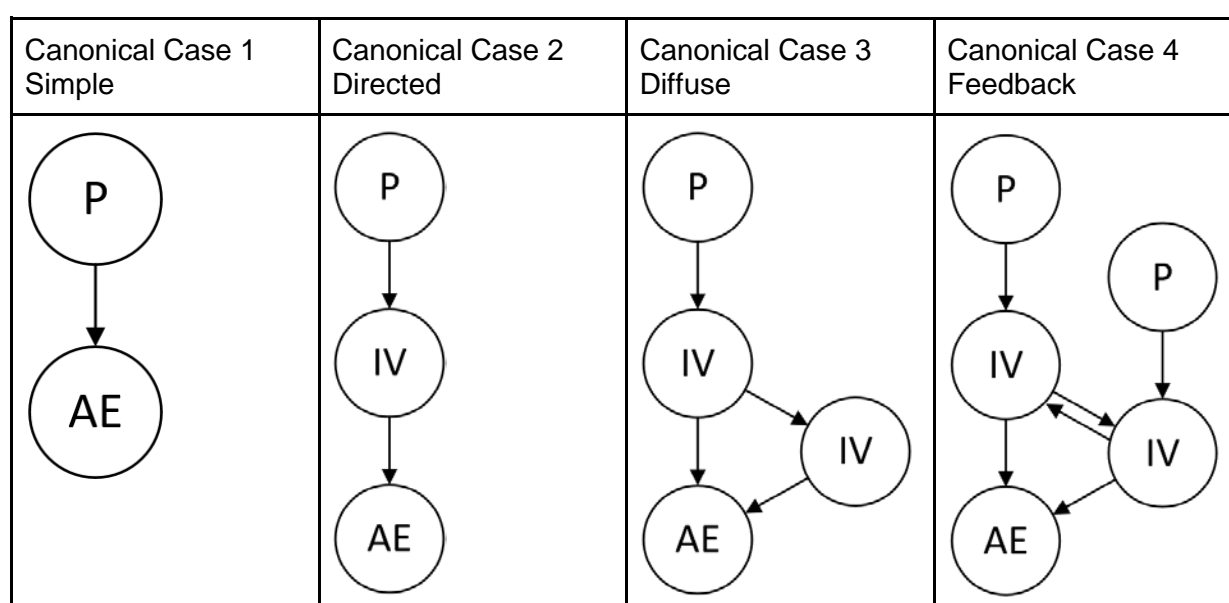 Canonical Case 1
Simple
Canonical Case 2
Directed
Canonical Case 3
Diffuse
Canonical Case 4
Feedback
P
AE
P
IV
AE
P
IV
IV
AE
P
P
IV
IV
AE